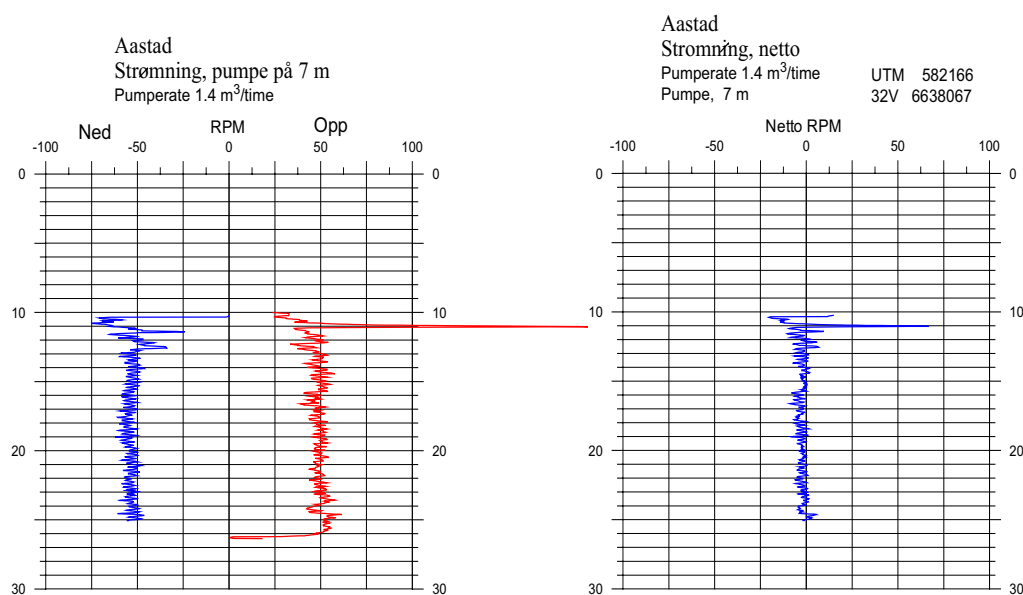 Aastad
Strømning, pumpe på 7 m
Pumperate 1.4 m³/time
Ned RPM Opp
-100 -50 0 50 100
0 0
10 10
20 20
30 30
Aastad
Stromning, netto
Pumperate 1.4 m³/time UTM 582166
Pumpe, 7 m 32V 6638067
Netto RPM
-100 -50 0 50 100
0 0
10 10
20 20
30 30